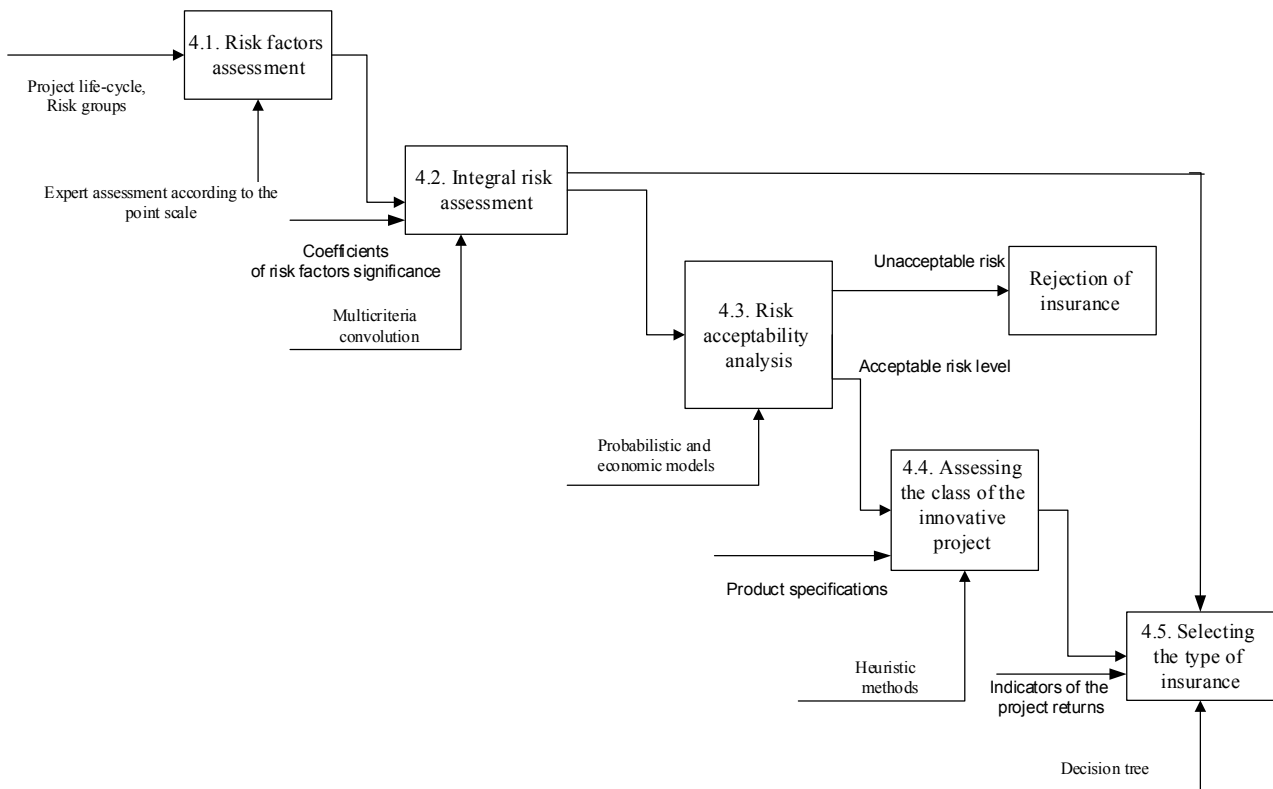 4.1. Risk factors
assessment
Project life-cycle,
Risk groups
Expert assessment according to the
point scale
4.2. Integral risk
assessment
Coefficients
of risk factors significance
Multicriteria
convolution
4.3. Risk
acceptability
analysis
Unacceptable risk
Rejection of
insurance
Acceptable risk level
Probabilistic and
economic models
4.4. Assessing
the class of the
innovative
project
Product specifications
Heuristic
methods
4.5. Selecting
the type of
insurance
Indicators of the
project returns
Decision tree